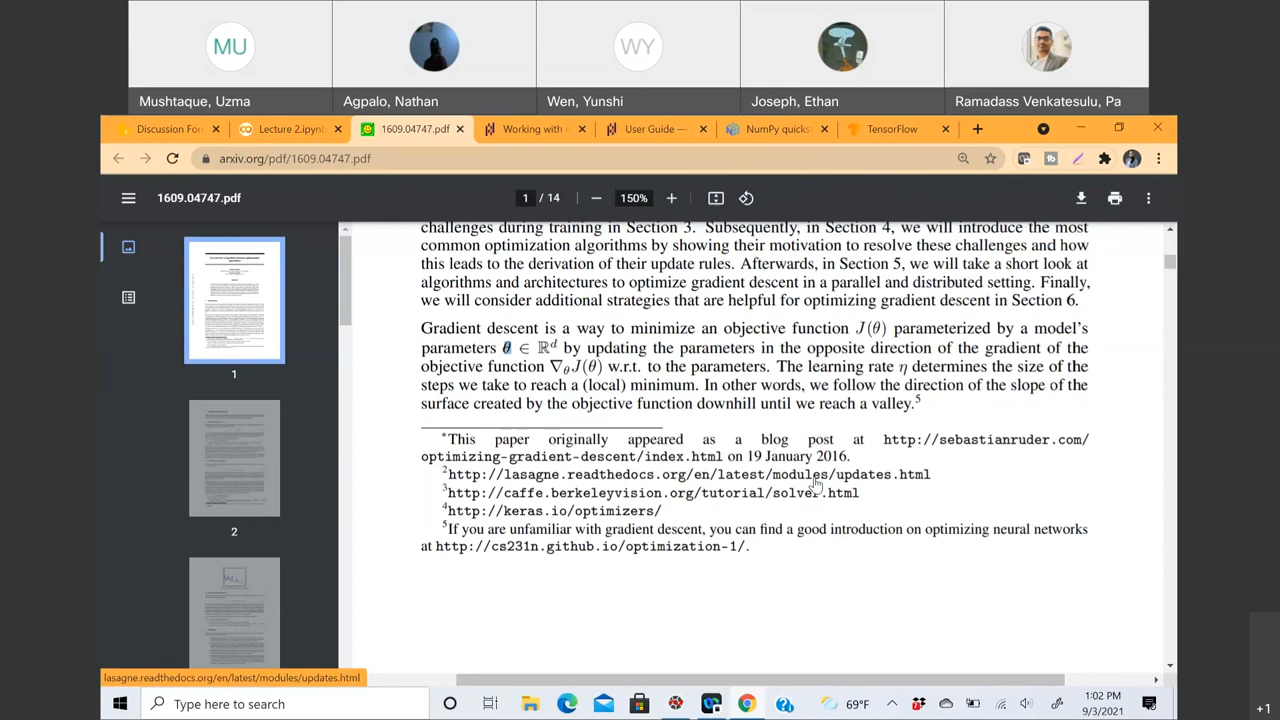 MU
WY
Mushtaque, Uzma
Agpalo, Nathan
Wen, Yunshi
Joseph, Ethan
Ramadass Venkatesulu, Pa
Discussion For
Lecture 2.ipynb
1609.04747.pdf
Working with m
User Guide —
NumPy quicks
TensorFlow
arxiv.org/pdf/1609.04747.pdf
1609.04747.pdf
1 / 14
150%
challenges during training in Section 3. Subsequently, in Section 4, we will introduce the most
common optimization algorithms by showing their motivation to resolve these challenges and how
this leads to the derivation of their update rules. Afterwards, in Section 5, we will take a short look at
algorithms and architectures to optimize gradient descent in a parallel and distributed setting. Finally,
we will consider additional strategies that are helpful for optimizing gradient descent in Section 6.
Gradient descent is a way to minimize an objective function J(θ) parameterized by a model's
parameters θ ∈ ℝᵈ by updating the parameters in the opposite direction of the gradient of the
objective function ∇θJ(θ) w.r.t. to the parameters. The learning rate η determines the size of the
steps we take to reach a (local) minimum. In other words, we follow the direction of the slope of the
surface created by the objective function downhill until we reach a valley.⁵
*This paper originally appeared as a blog post at http://sebastianruder.com/
optimizing-gradient-descent/index.html on 19 January 2016.
²http://lasagne.readthedocs.org/en/latest/modules/updates.html
³http://caffe.berkeleyvision.org/tutorial/solver.html
⁴http://keras.io/optimizers/
⁵If you are unfamiliar with gradient descent, you can find a good introduction on optimizing neural networks
at http://cs231n.github.io/optimization-1/.
1
2
lasagne.readthedocs.org/en/latest/modules/updates.html
Type here to search
69°F
1:02 PM
9/3/2021
+1